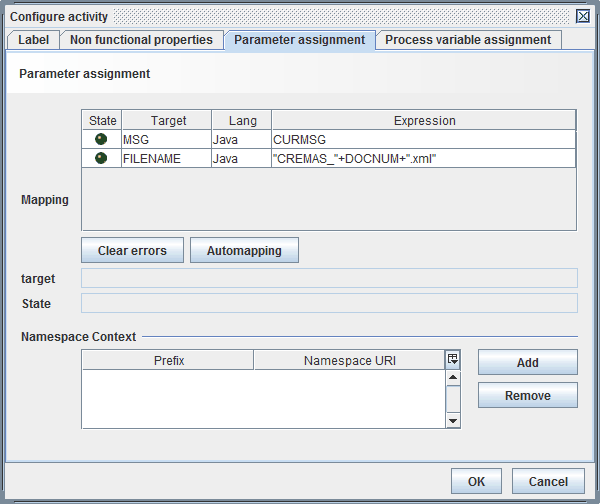 Configure activity
Label Non functional properties Parameter assignment Process variable assignment
Parameter assignment
State Target Lang Expression
MSG Java CURMSG
FILENAME Java "CREMAS_"+DOCNUM+".xml"
Mapping
Clear errors Automapping
target
State
Namespace Context
Prefix Namespace URI
Add
Remove
OK Cancel